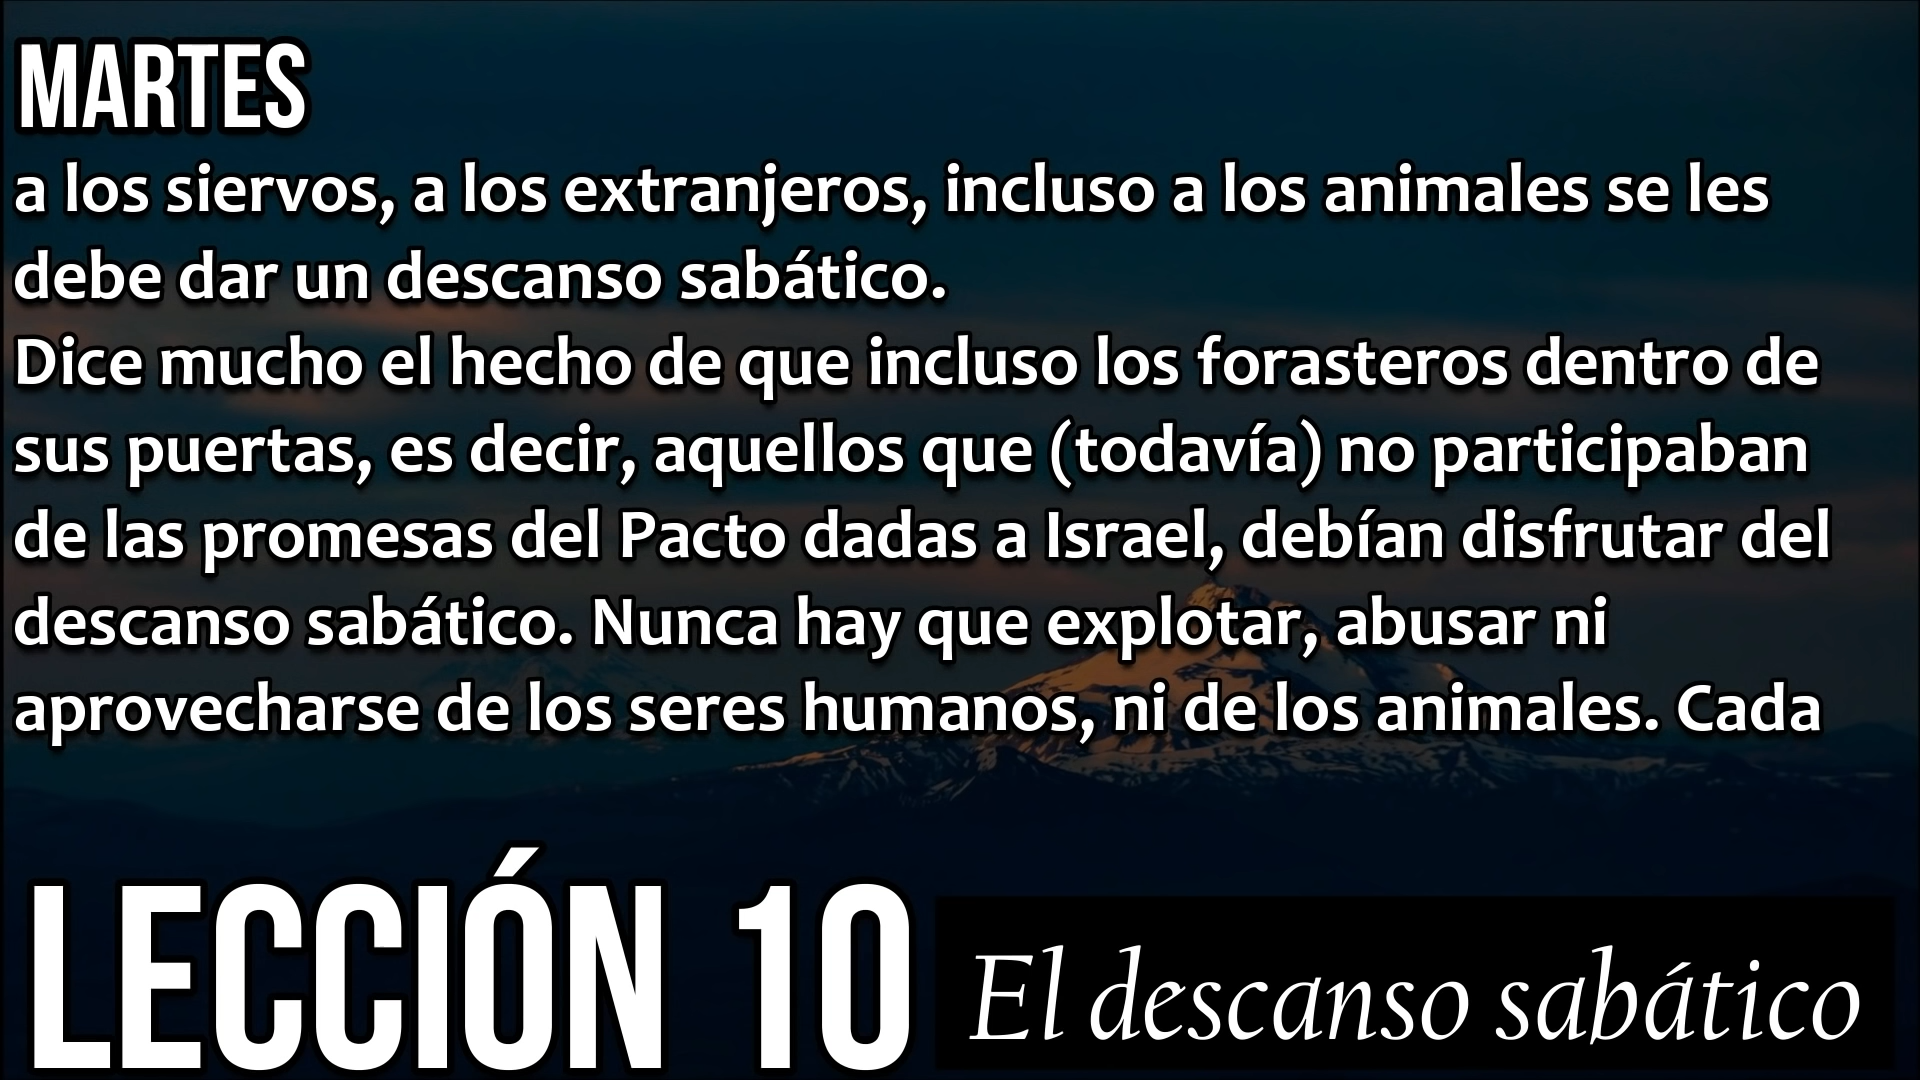 MARTES
a los siervos, a los extranjeros, incluso a los animales se les
debe dar un descanso sabático.
Dice mucho el hecho de que incluso los forasteros dentro de
sus puertas, es decir, aquellos que (todavía) no participaban
de las promesas del Pacto dadas a Israel, debían disfrutar del
descanso sabático. Nunca hay que explotar, abusar ni
aprovecharse de los seres humanos, ni de los animales. Cada
LECCIÓN 10
El descanso sabático